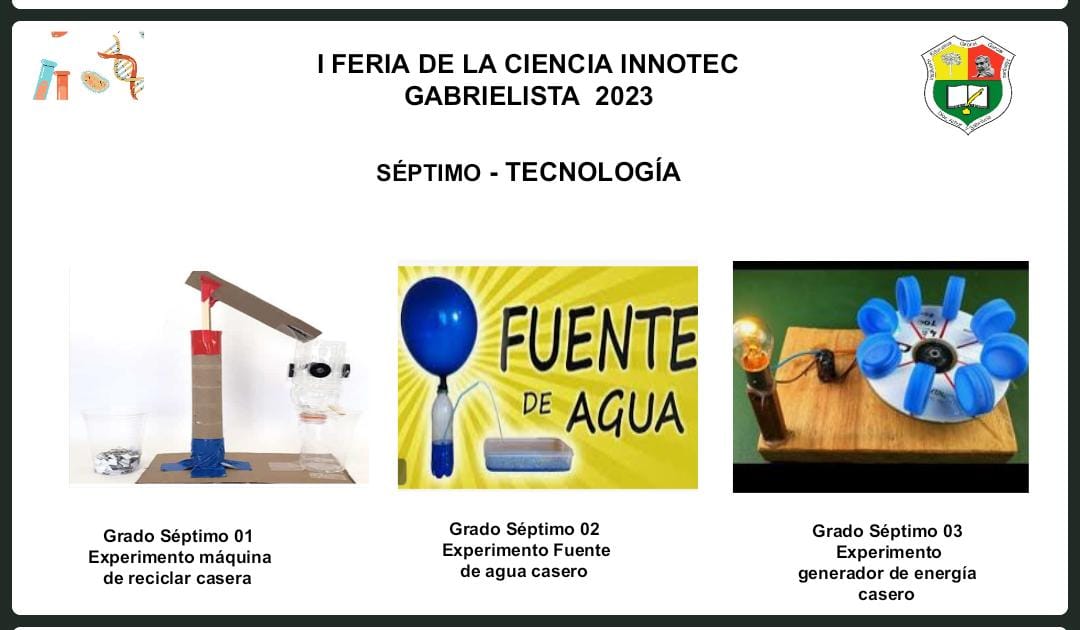 I FERIA DE LA CIENCIA INNOTEC
GABRIELISTA 2023
SÉPTIMO - TECNOLOGÍA
FUENTE
DE AGUA
Grado Séptimo 01
Experimento máquina
de reciclar casera
Grado Séptimo 02
Experimento Fuente
de agua casero
Grado Séptimo 03
Experimento
generador de energía
casero